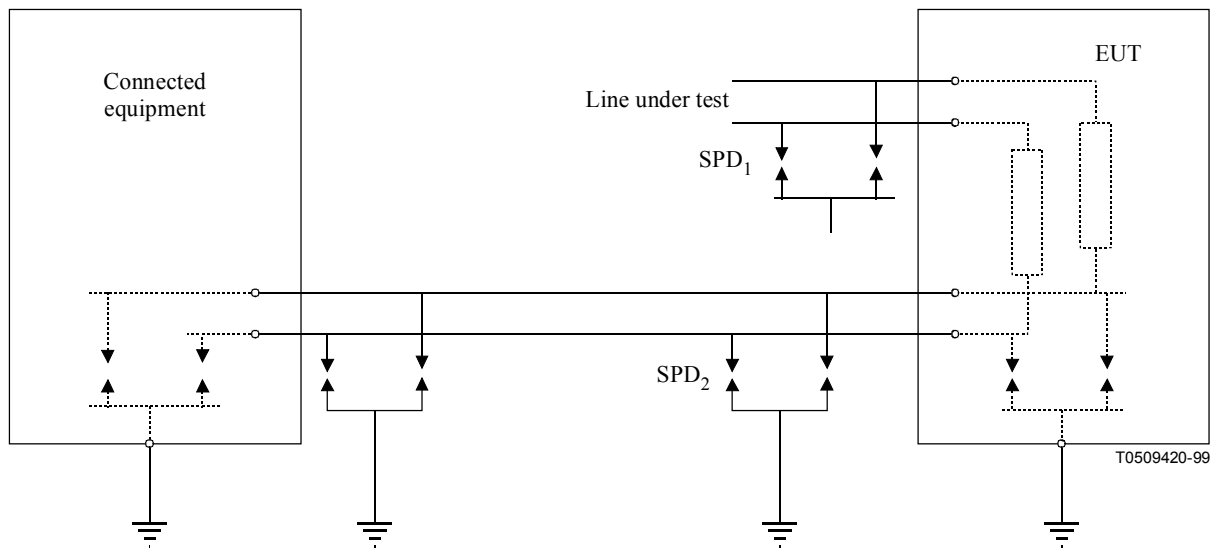 Connected
equipment
EUT
Line under test
SPD1
SPD2
T0509420-99